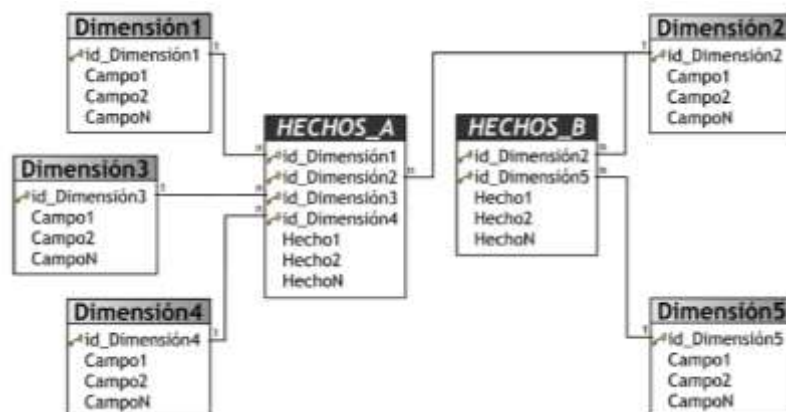 Dimensión1
id_Dimensión1
Campo1
Campo2
CampoN
Dimensión3
id_Dimensión3
Campo1
Campo2
CampoN
Dimensión4
id_Dimensión4
Campo1
Campo2
CampoN
HECHOS_A
id_Dimensión1
id_Dimensión2
id_Dimensión3
id_Dimensión4
Hecho1
Hecho2
HechoN
HECHOS_B
id_Dimensión2
id_Dimensión5
Hecho1
Hecho2
HechoN
Dimensión2
id_Dimensión2
Campo1
Campo2
CampoN
Dimensión5
id_Dimensión5
Campo1
Campo2
CampoN